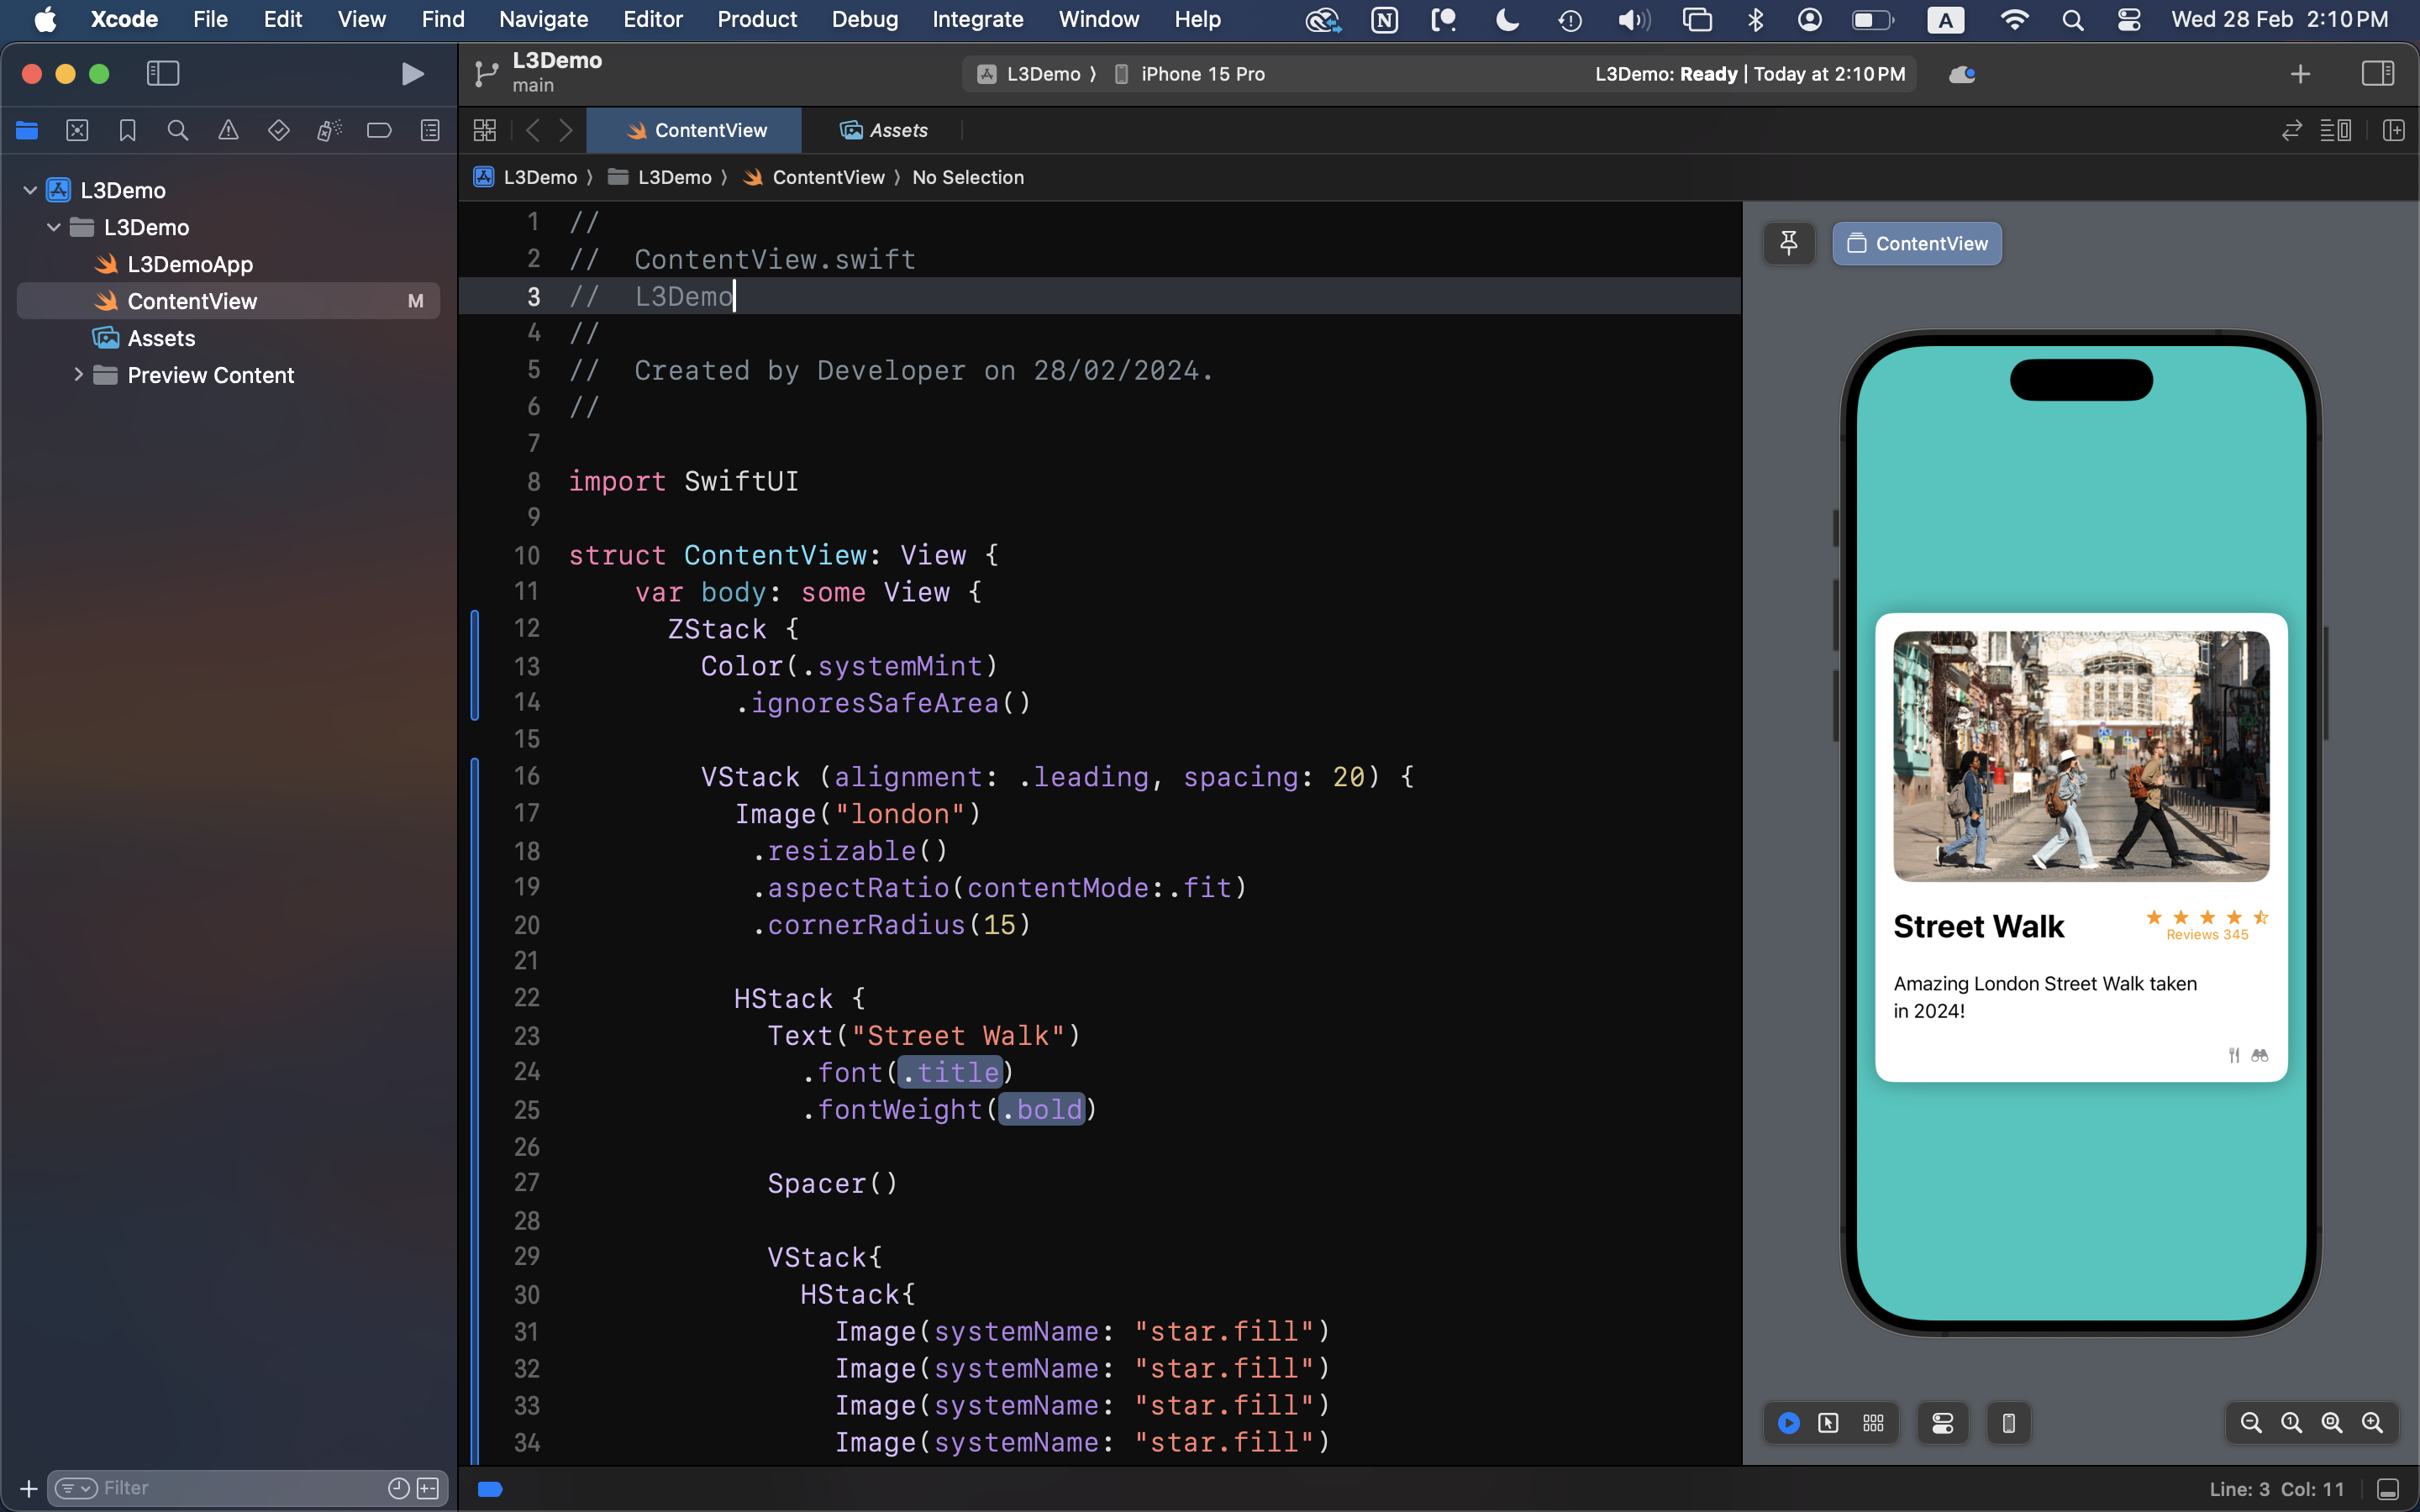 Xcode File Edit View Find Navigate Editor Product Debug Integrate Window Help A Wed 28 Feb 2:10 PM
L3Demo
main
L3Demo ⟩ iPhone 15 Pro
L3Demo: Ready | Today at 2:10 PM
ContentView
Assets
L3Demo ⟩ L3Demo ⟩ ContentView ⟩ No Selection
L3Demo
L3Demo
L3DemoApp
ContentView M
Assets
Preview Content
1 //
2 //  ContentView.swift
3 //  L3Demo
4 //
5 //  Created by Developer on 28/02/2024.
6 //
7
8 import SwiftUI
9
10 struct ContentView: View {
11     var body: some View {
12       ZStack {
13         Color(.systemMint)
14           .ignoresSafeArea()
15
16         VStack (alignment: .leading, spacing: 20) {
17           Image("london")
18            .resizable()
19            .aspectRatio(contentMode:.fit)
20            .cornerRadius(15)
21
22           HStack {
23             Text("Street Walk")
24               .font(.title)
25               .fontWeight(.bold)
26
27             Spacer()
28
29             VStack{
30               HStack{
31                 Image(systemName: "star.fill")
32                 Image(systemName: "star.fill")
33                 Image(systemName: "star.fill")
34                 Image(systemName: "star.fill")
ContentView
Street Walk
Reviews 345
Amazing London Street Walk taken
in 2024!
Filter
Line: 3 Col: 11